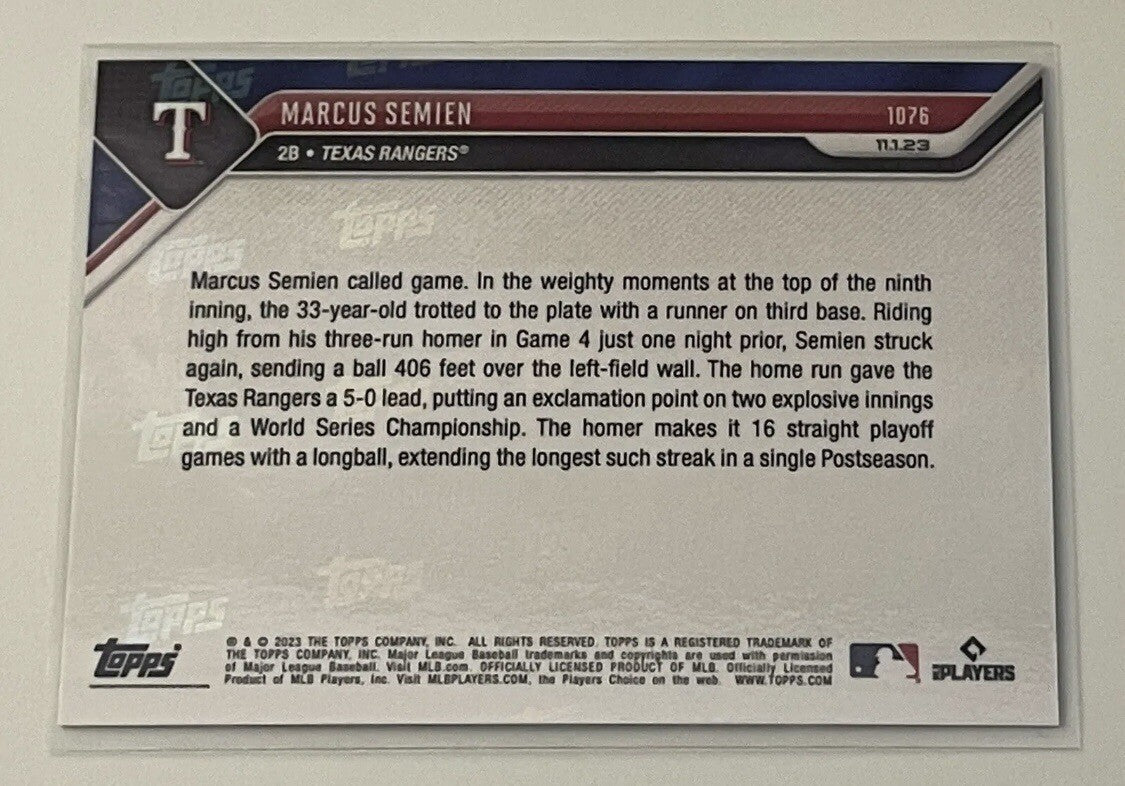 T
MARCUS SEMIEN 1076
2B • TEXAS RANGERS® 11.1.23
Marcus Semien called game. In the weighty moments at the top of the ninth
inning, the 33-year-old trotted to the plate with a runner on third base. Riding
high from his three-run homer in Game 4 just one night prior, Semien struck
again, sending a ball 406 feet over the left-field wall. The home run gave the
Texas Rangers a 5-0 lead, putting an exclamation point on two explosive innings
and a World Series Championship. The homer makes it 16 straight playoff
games with a longball, extending the longest such streak in a single Postseason.
topps
® & © 2023 THE TOPPS COMPANY, INC. ALL RIGHTS RESERVED. TOPPS IS A REGISTERED TRADEMARK OF
THE TOPPS COMPANY, INC. Major League Baseball trademarks and copyrights are used with permission
of Major League Baseball. Visit MLB.com. OFFICIALLY LICENSED PRODUCT OF MLB. Officially Licensed
Product of MLB Players, Inc. Visit MLBPLAYERS.COM, the Players Choice on the web. WWW.TOPPS.COM
PLAYERS
topps
topps
topps
topps
topps